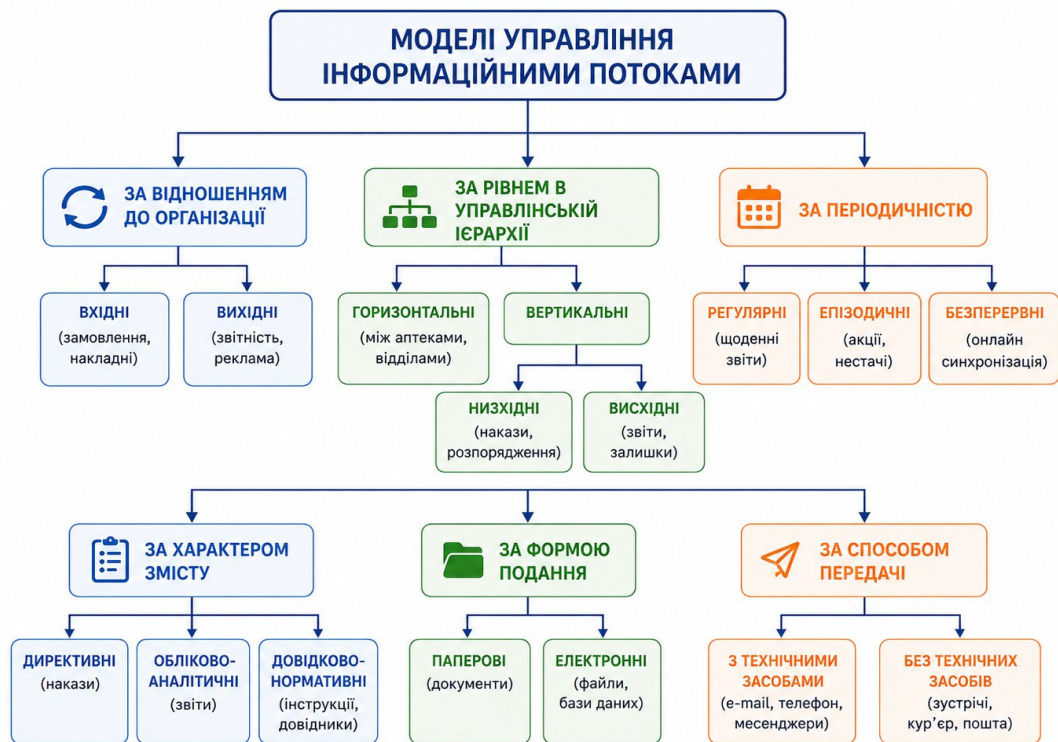 МОДЕЛІ УПРАВЛІННЯ
ІНФОРМАЦІЙНИМИ ПОТОКАМИ
ЗА ВІДНОШЕННЯМ
ДО ОРГАНІЗАЦІЇ
ЗА РІВНЕМ В
УПРАВЛІНСЬКІЙ
ІЄРАРХІЇ
ЗА ПЕРІОДИЧНІСТЮ
ВХІДНІ
(замовлення,
накладні)
ВИХІДНІ
(звітність,
реклама)
ГОРИЗОНТАЛЬНІ
(між аптеками,
відділами)
ВЕРТИКАЛЬНІ
РЕГУЛЯРНІ
(щоденні
звіти)
ЕПІЗОДИЧНІ
(акції,
нестачі)
БЕЗПЕРЕРВНІ
(онлайн
синхронізація)
НИЗХІДНІ
(накази,
розпорядження)
ВИСХІДНІ
(звіти,
залишки)
ЗА ХАРАКТЕРОМ
ЗМІСТУ
ЗА ФОРМОЮ
ПОДАННЯ
ЗА СПОСОБОМ
ПЕРЕДАЧІ
ДИРЕКТИВНІ
(накази)
ОБЛІКОВО-
АНАЛІТИЧНІ
(звіти)
ДОВІДКОВО-
НОРМАТИВНІ
(інструкції,
довідники)
ПАПЕРОВІ
(документи)
ЕЛЕКТРОННІ
(файли,
бази даних)
З ТЕХНІЧНИМИ
ЗАСОБАМИ
(e-mail, телефон,
месенджери)
БЕЗ ТЕХНІЧНИХ
ЗАСОБІВ
(зустрічі,
кур’єр, пошта)